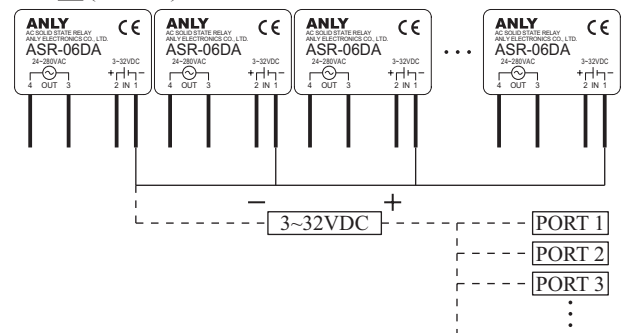 ANLY
AC SOLID STATE RELAY
ANLY ELECTRONICS CO., LTD.
ASR-06DA
24~280VAC 3~32VDC
+ −
4 OUT 3 2 IN 1
ANLY
AC SOLID STATE RELAY
ANLY ELECTRONICS CO., LTD.
ASR-06DA
24~280VAC 3~32VDC
+ −
4 OUT 3 2 IN 1
ANLY
AC SOLID STATE RELAY
ANLY ELECTRONICS CO., LTD.
ASR-06DA
24~280VAC 3~32VDC
+ −
4 OUT 3 2 IN 1
...
ANLY
AC SOLID STATE RELAY
ANLY ELECTRONICS CO., LTD.
ASR-06DA
24~280VAC 3~32VDC
+ −
4 OUT 3 2 IN 1
− +
3~32VDC
PORT 1
PORT 2
PORT 3